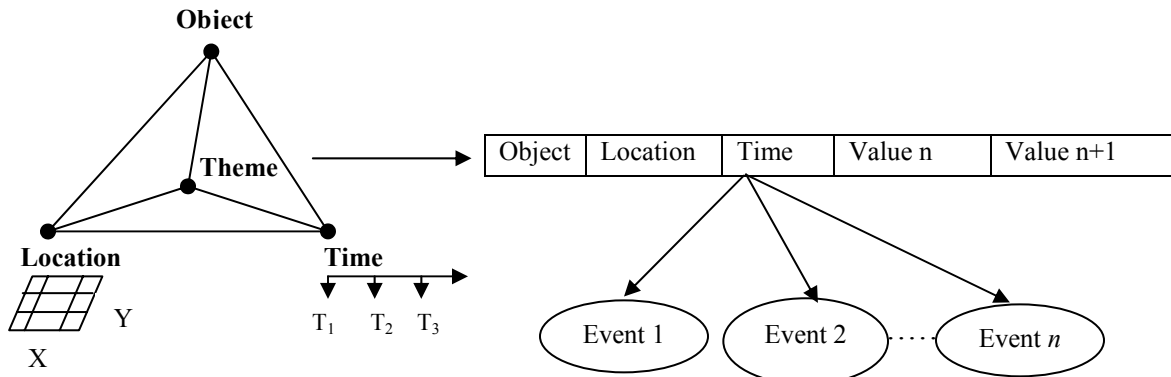 Object
Object Location Time Value n Value n+1
Theme
Location Time
Y
X
T1 T2 T3
Event 1 Event 2 ..... Event n